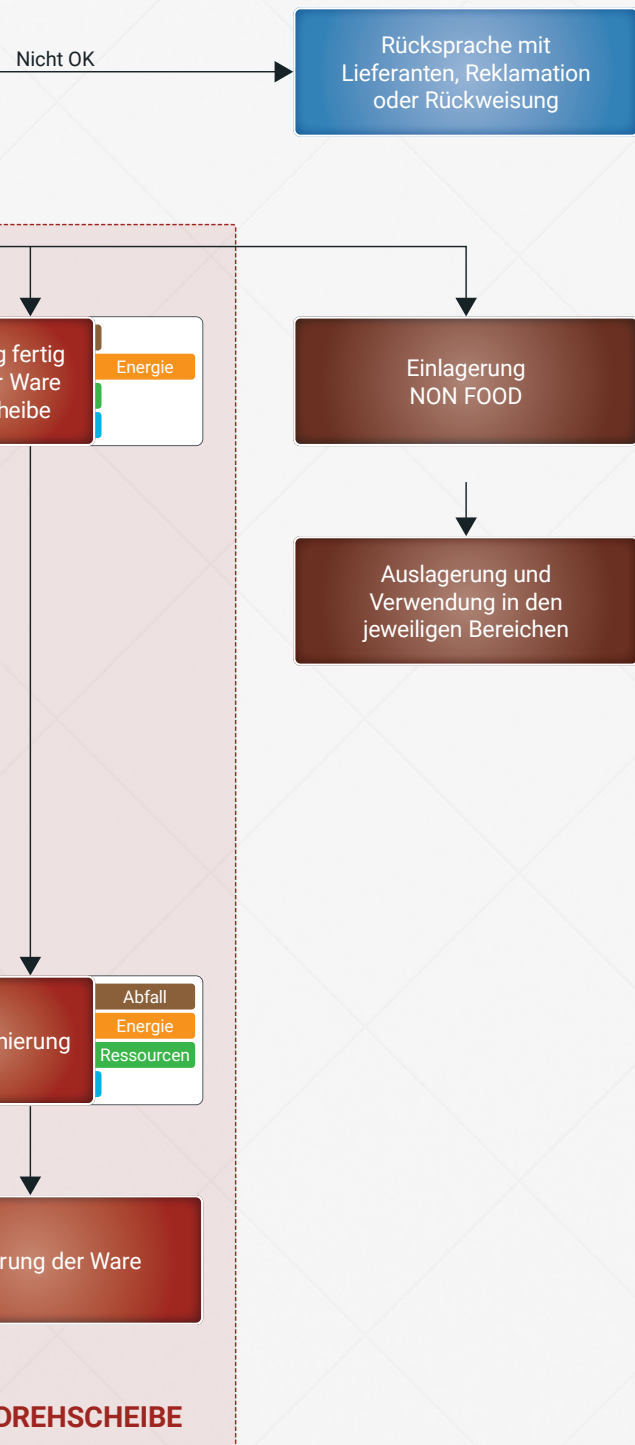 Nicht OK
Rücksprache mit
Lieferanten, Reklamation
oder Rückweisung
g fertig
Ware
heibe
Energie
Einlagerung
NON FOOD
Auslagerung und
Verwendung in den
jeweiligen Bereichen
nierung
Abfall
Energie
Ressourcen
rung der Ware
DREHSCHEIBE